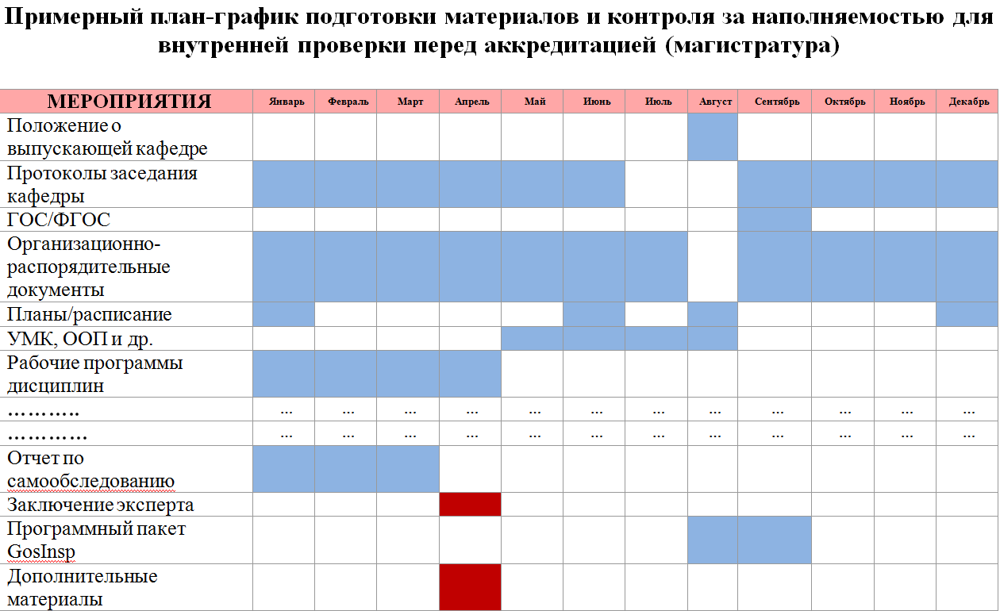 Примерный план-график подготовки материалов и контроля за наполняемостью для
внутренней проверки перед аккредитацией (магистратура)
МЕРОПРИЯТИЯ Январь Февраль Март Апрель Май Июнь Июль Август Сентябрь Октябрь Ноябрь Декабрь
Положение о
выпускающей кафедре
Протоколы заседания
кафедры
ГОС/ФГОС
Организационно-
распорядительные
документы
Планы/расписание
УМК, ООП и др.
Рабочие программы
дисциплин
……….. ... ... ... ... ... ... ... ... ... ... ... ...
………… ... ... ... ... ... ... ... ... ... ... ... ...
Отчет по
самообследованию
Заключение эксперта
Программный пакет
GosInsp
Дополнительные
материалы